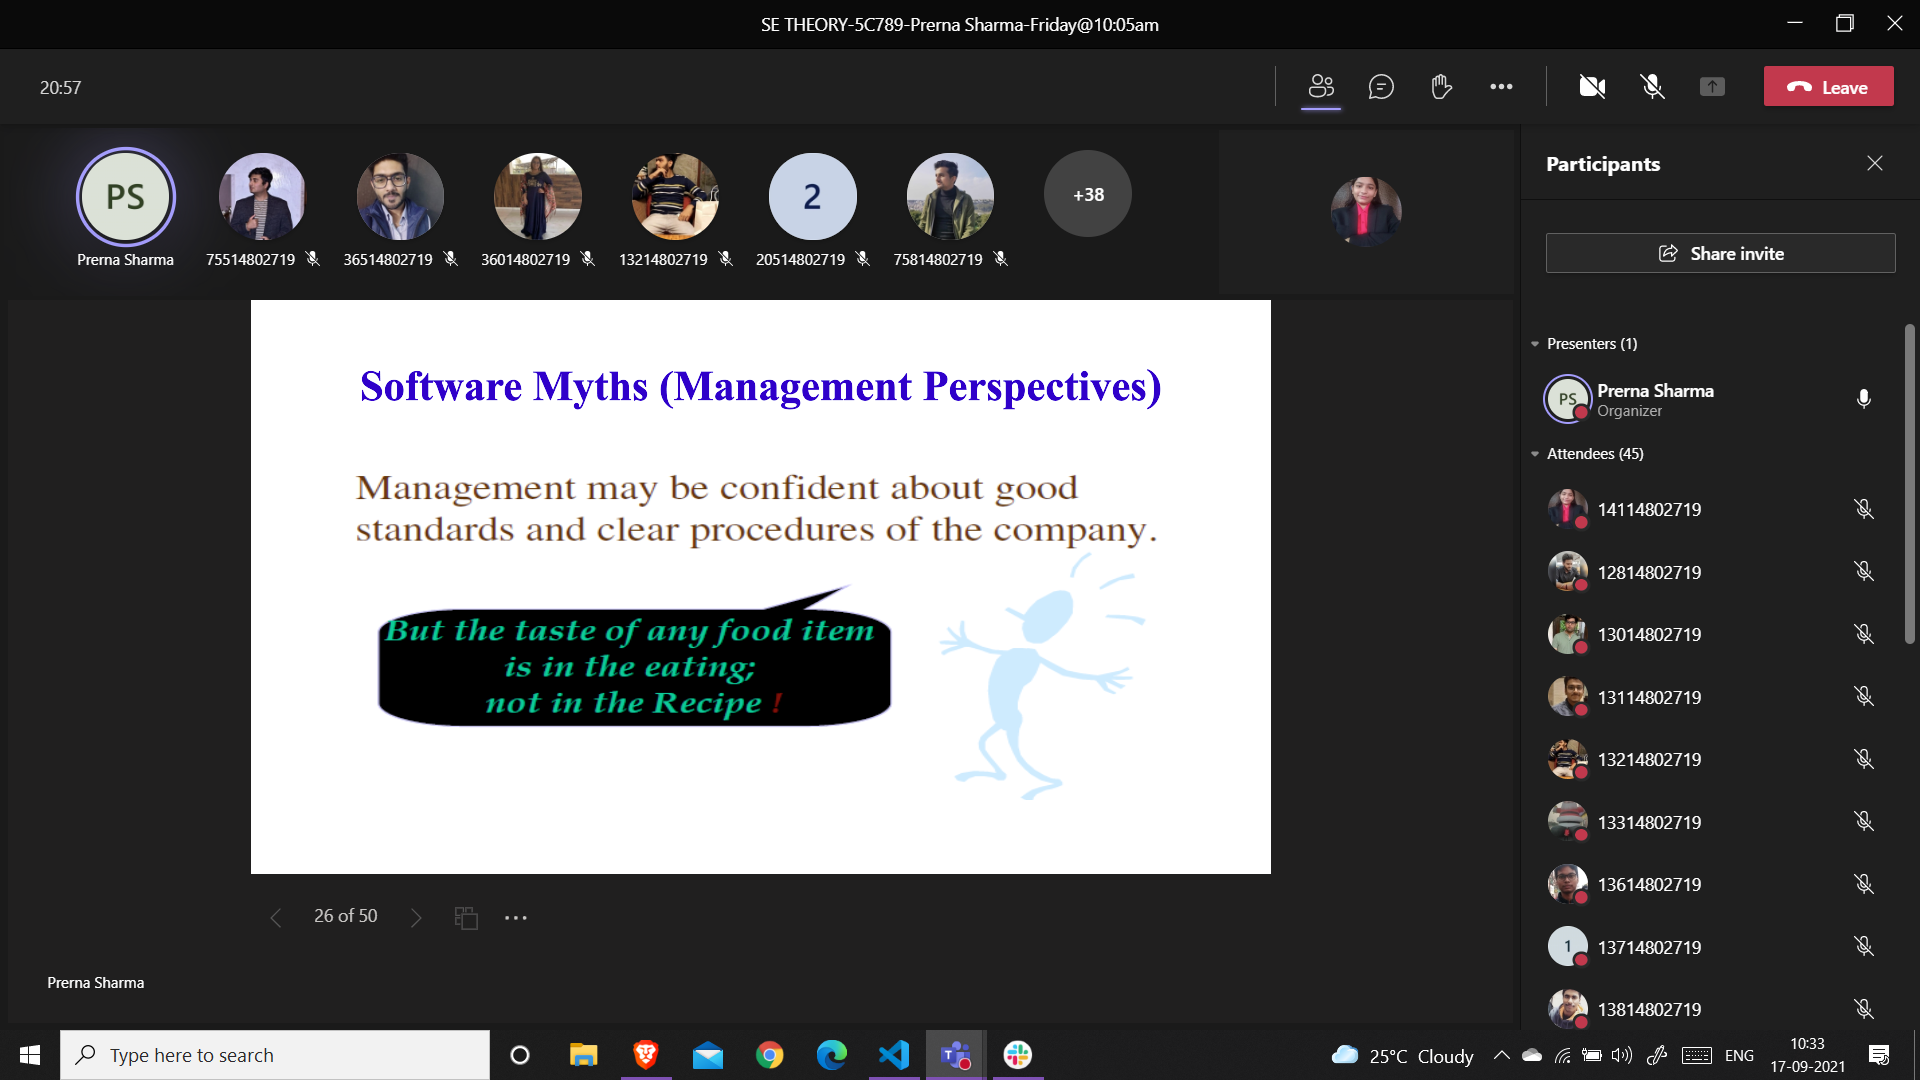 SE THEORY-5C789-Prerna Sharma-Friday@10:05am
20:57
Leave
PS
2
+38
Prerna Sharma
75514802719
36514802719
36014802719
13214802719
20514802719
75814802719
Software Myths (Management Perspectives)
Management may be confident about good
standards and clear procedures of the company.
But the taste of any food item
is in the eating;
not in the Recipe !
26 of 50
Prerna Sharma
Participants
Share invite
Presenters (1)
PS
Prerna Sharma
Organizer
Attendees (45)
14114802719
12814802719
13014802719
13114802719
13214802719
13314802719
13614802719
1
13714802719
13814802719
Type here to search
25°C Cloudy
ENG
10:33
17-09-2021